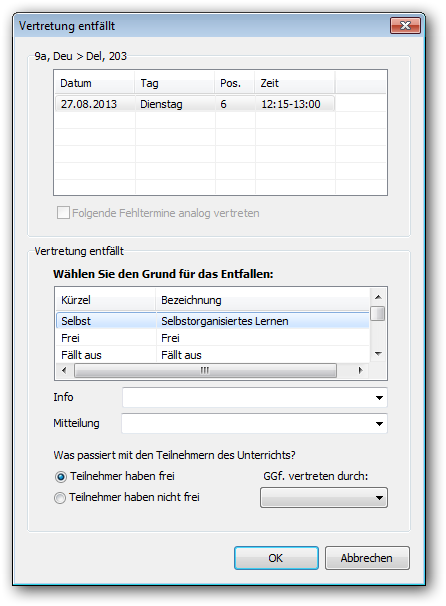 Vertretung entfällt
9a, Deu > Del, 203
Datum Tag Pos. Zeit
27.08.2013 Dienstag 6 12:15-13:00
Folgende Fehltermine analog vertreten
Vertretung entfällt
Wählen Sie den Grund für das Entfallen:
Kürzel Bezeichnung
Selbst Selbstorganisiertes Lernen
Frei Frei
Fällt aus Fällt aus
Info
Mitteilung
Was passiert mit den Teilnehmern des Unterrichts?
Teilnehmer haben frei GGf. vertreten durch:
Teilnehmer haben nicht frei
OK Abbrechen